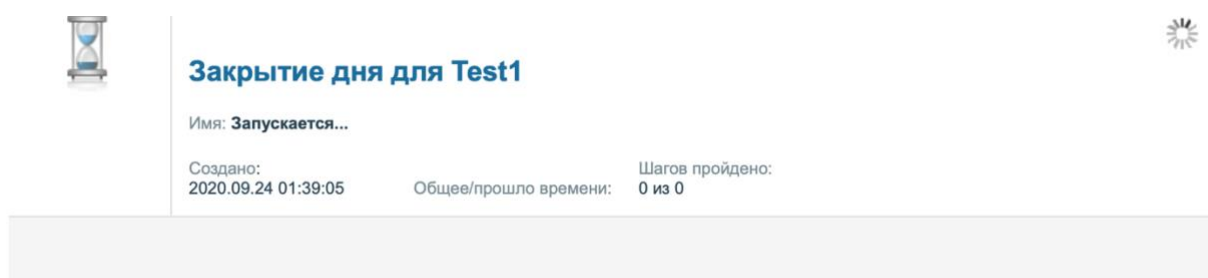 Закрытие дня для Test1
Имя: Запускается...
Создано:
2020.09.24 01:39:05
Общее/прошло времени:
Шагов пройдено:
0 из 0